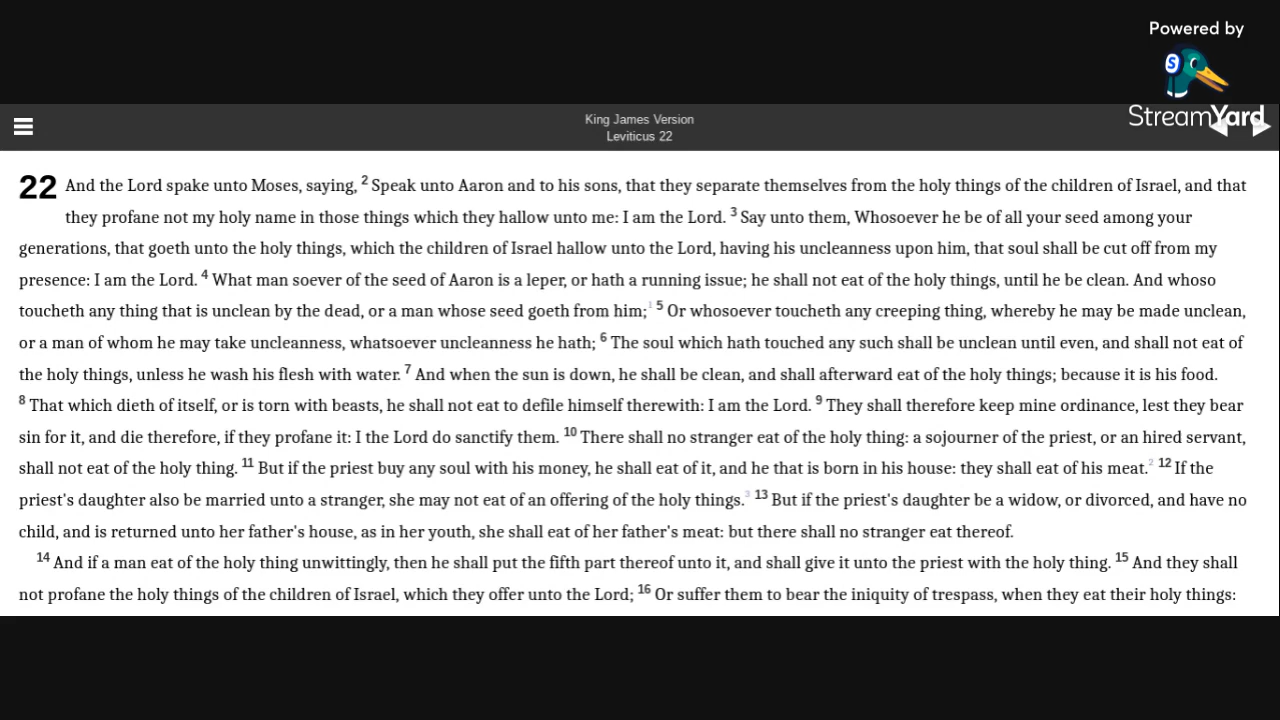 Powered by
S
StreamYard
King James Version
Leviticus 22
22 And the Lord spake unto Moses, saying, 2 Speak unto Aaron and to his sons, that they separate themselves from the holy things of the children of Israel, and that
they profane not my holy name in those things which they hallow unto me: I am the Lord. 3 Say unto them, Whosoever he be of all your seed among your
generations, that goeth unto the holy things, which the children of Israel hallow unto the Lord, having his uncleanness upon him, that soul shall be cut off from my
presence: I am the Lord. 4 What man soever of the seed of Aaron is a leper, or hath a running issue; he shall not eat of the holy things, until he be clean. And whoso
toucheth any thing that is unclean by the dead, or a man whose seed goeth from him;1 5 Or whosoever toucheth any creeping thing, whereby he may be made unclean,
or a man of whom he may take uncleanness, whatsoever uncleanness he hath; 6 The soul which hath touched any such shall be unclean until even, and shall not eat of
the holy things, unless he wash his flesh with water. 7 And when the sun is down, he shall be clean, and shall afterward eat of the holy things; because it is his food.
8 That which dieth of itself, or is torn with beasts, he shall not eat to defile himself therewith: I am the Lord. 9 They shall therefore keep mine ordinance, lest they bear
sin for it, and die therefore, if they profane it: I the Lord do sanctify them. 10 There shall no stranger eat of the holy thing: a sojourner of the priest, or an hired servant,
shall not eat of the holy thing. 11 But if the priest buy any soul with his money, he shall eat of it, and he that is born in his house: they shall eat of his meat.2 12 If the
priest's daughter also be married unto a stranger, she may not eat of an offering of the holy things.3 13 But if the priest's daughter be a widow, or divorced, and have no
child, and is returned unto her father's house, as in her youth, she shall eat of her father's meat: but there shall no stranger eat thereof.
14 And if a man eat of the holy thing unwittingly, then he shall put the fifth part thereof unto it, and shall give it unto the priest with the holy thing. 15 And they shall
not profane the holy things of the children of Israel, which they offer unto the Lord; 16 Or suffer them to bear the iniquity of trespass, when they eat their holy things: